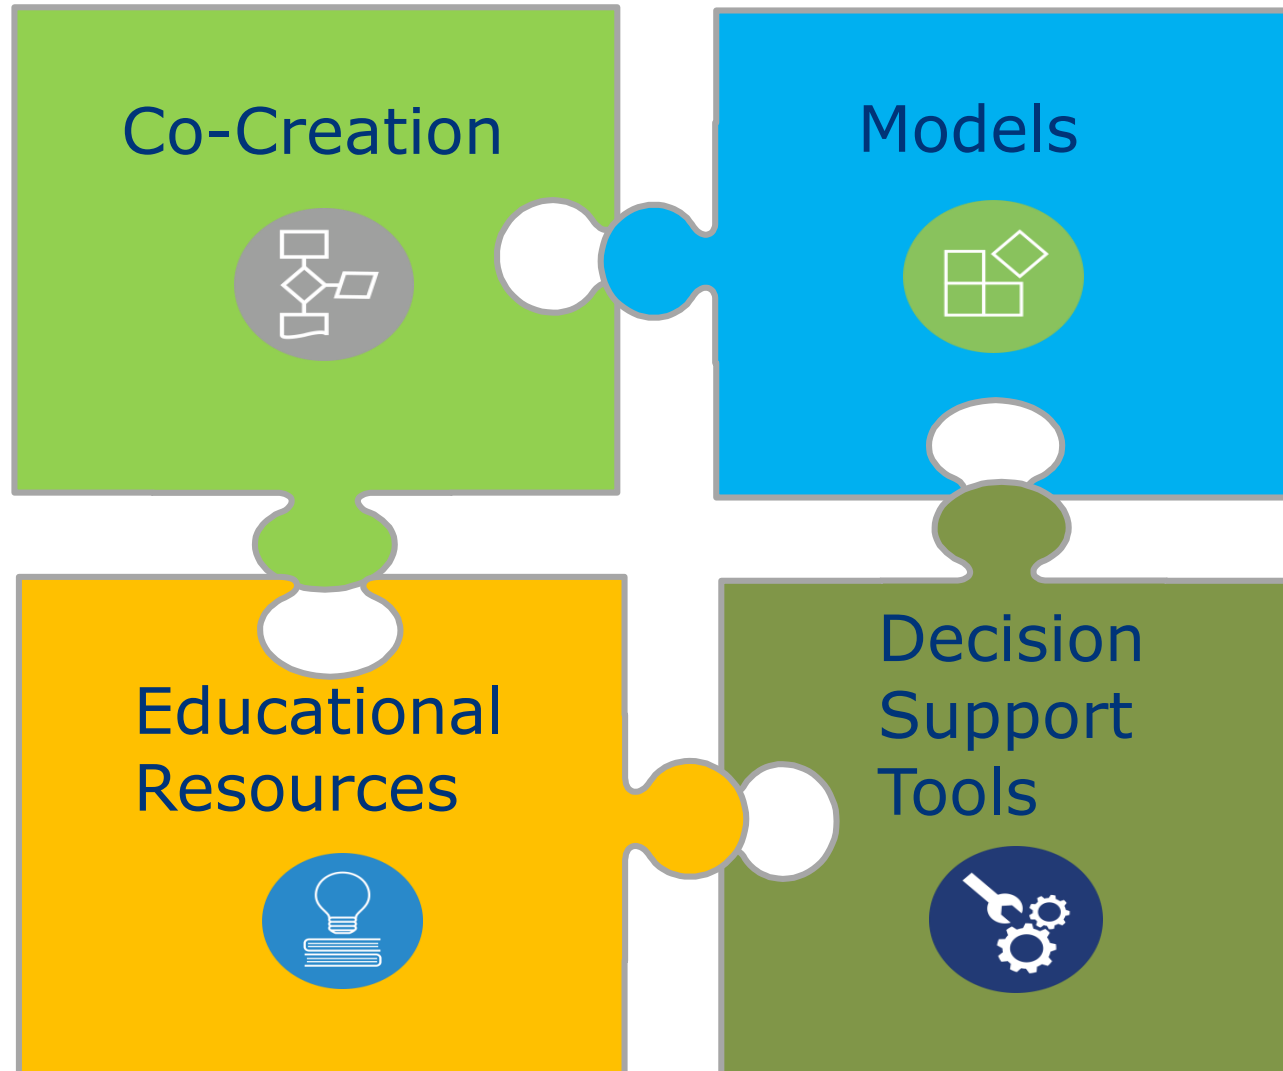 Co-Creation
Models
Educational
Resources
Decision
Support
Tools